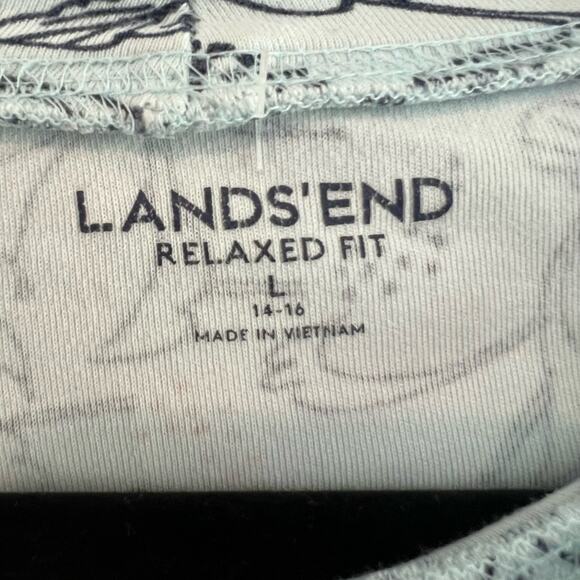 LANDS'END
RELAXED FIT
L
14-16
MADE IN VIETNAM